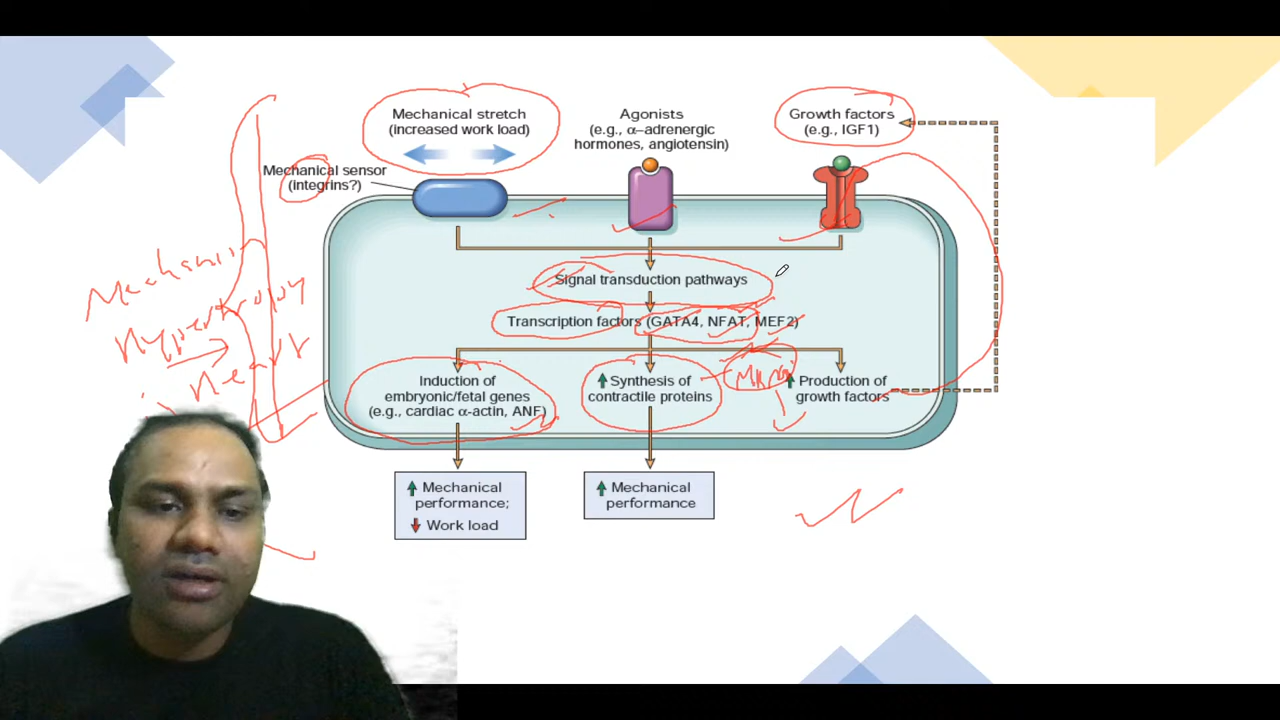 Mechanical stretch
(increased work load)
Agonists
(e.g., α–adrenergic
hormones, angiotensin)
Growth factors
(e.g., IGF1)
Mechanical sensor
(integrins?)
Signal transduction pathways
Transcription factors (GATA4, NFAT, MEF2)
Induction of
embryonic/fetal genes
(e.g., cardiac α-actin, ANF)
Synthesis of
contractile proteins
Production of
growth factors
Mechanical
performance;
Work load
Mechanical
performance
Hypertrophy
Heart